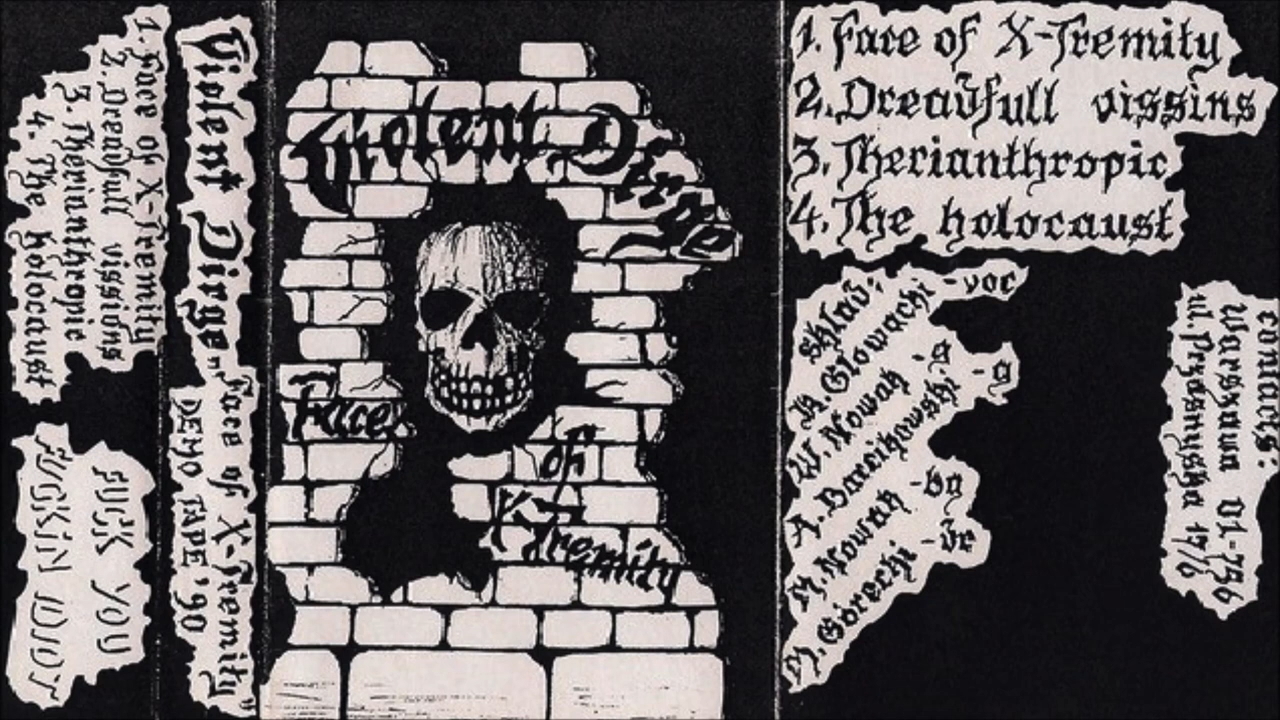 1. Face of X-Tremity
2. Dreadfull vissions
3. Therianthropic
4. The holocaust
FUCK YOU
FUCKIN IDIOT
Violent Dirge „Face of X-Tremity"
DEMO TAPE '90
Violent Dirge
Face
of
X-Tremity
1. Face of X-Tremity
2. Dreadfull vissins
3. Therianthropic
4. The holocaust
skład:
K. Głowacki - voc
W. Nowak - g
A. Bareikowski - g
M. Nowak - bg
M. Górecki - dr
contacts:
Warszawa 01-756
ul. Przasnyska 17/6